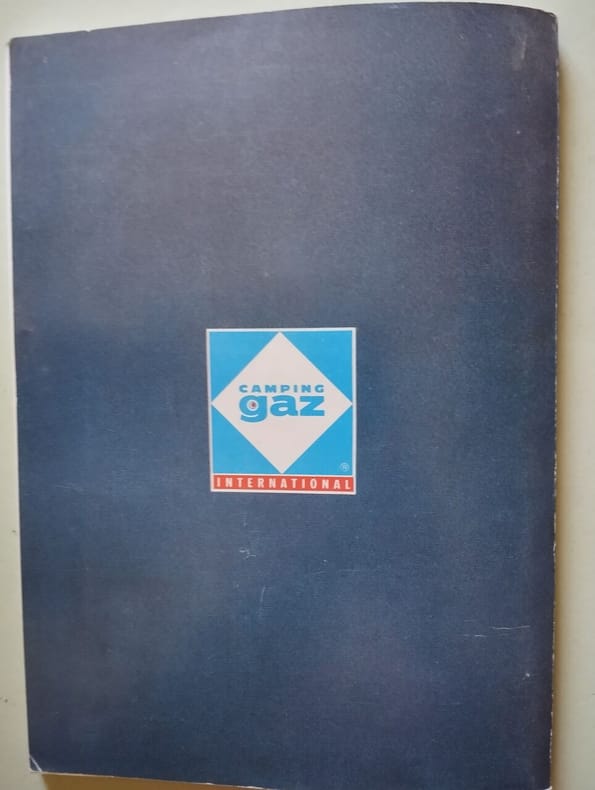 CAMPING
gaz
®
INTERNATIONAL